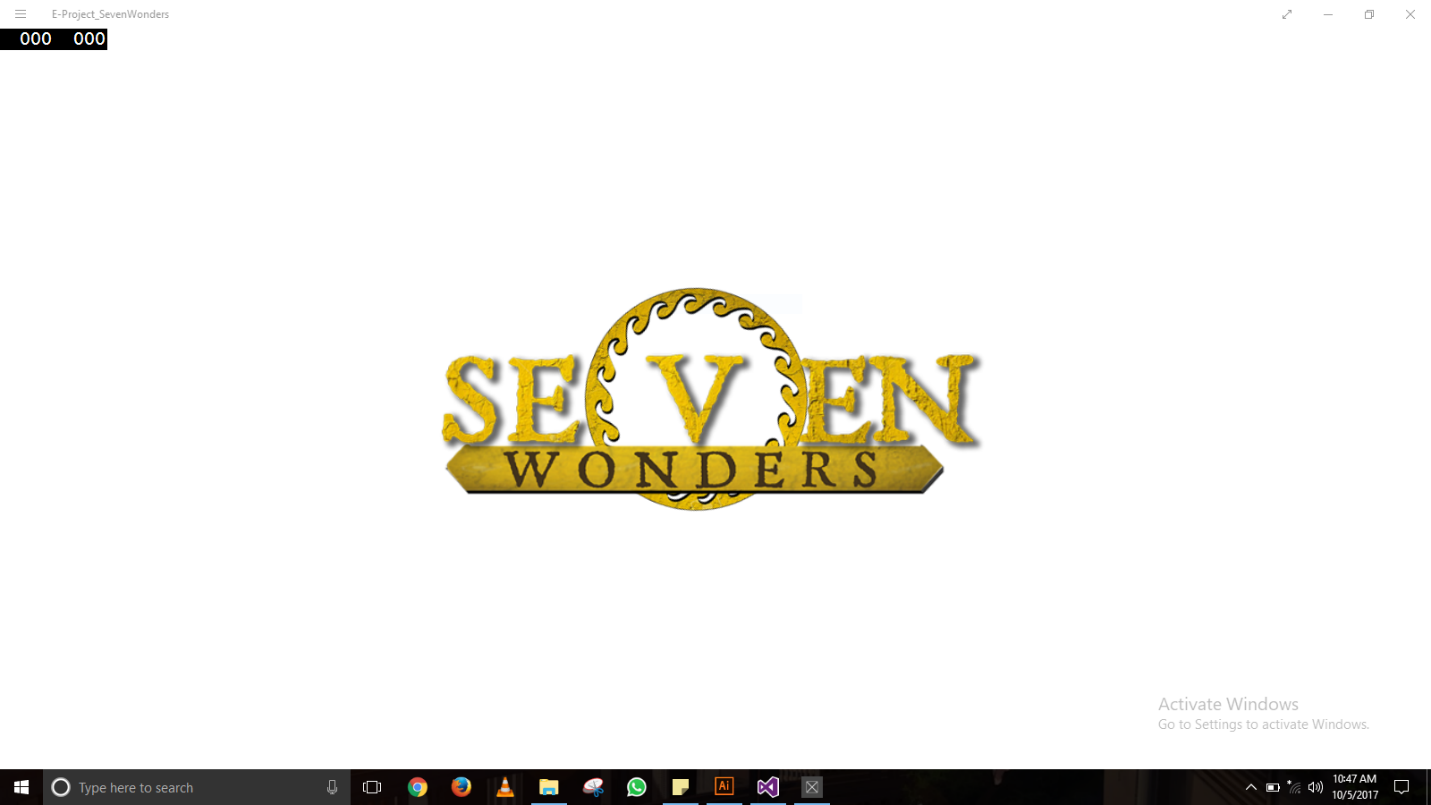 E-Project_SevenWonders
000 000
SEVEN
WONDERS
Activate Windows
Go to Settings to activate Windows.
Type here to search
Ai
10:47 AM
10/5/2017